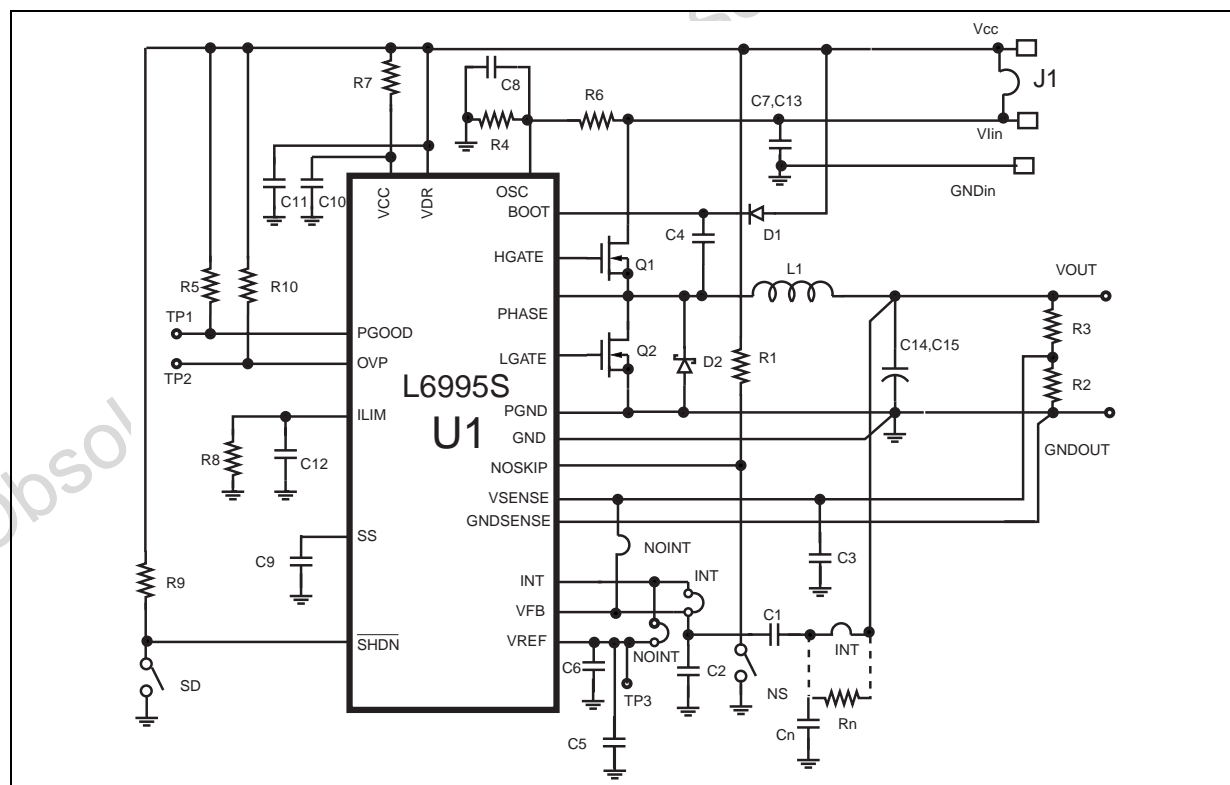 Vcc
J1
C8
R7
R6
C7,C13
R4
VIin
GNDin
C11
C10
VCC
VDR
OSC
BOOT
C4
D1
HGATE
Q1
L1
VOUT
R5
R10
PHASE
TP1
PGOOD
R3
C14,C15
LGATE
Q2
D2
R1
TP2
OVP
R2
L6995S
U1
ILIM
PGND
GND
GNDOUT
R8
C12
NOSKIP
VSENSE
GNDSENSE
SS
C9
NOINT
C3
R9
INT
INT
VFB
C1
SHDN
VREF
INT
NOINT
C6
C2
SD
TP3
NS
Rn
Cn
C5
obsol